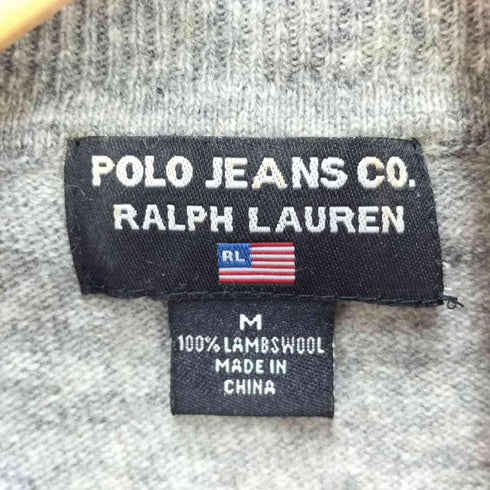 POLO JEANS CO.
RALPH LAUREN
RL
M
100% LAMBSWOOL
MADE IN
CHINA